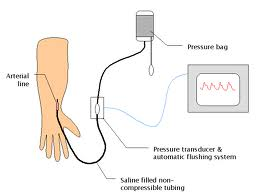 Pressure bag
Arterial
line
Pressure transducer &
automatic flushing system
Saline filled non-
compressible tubing